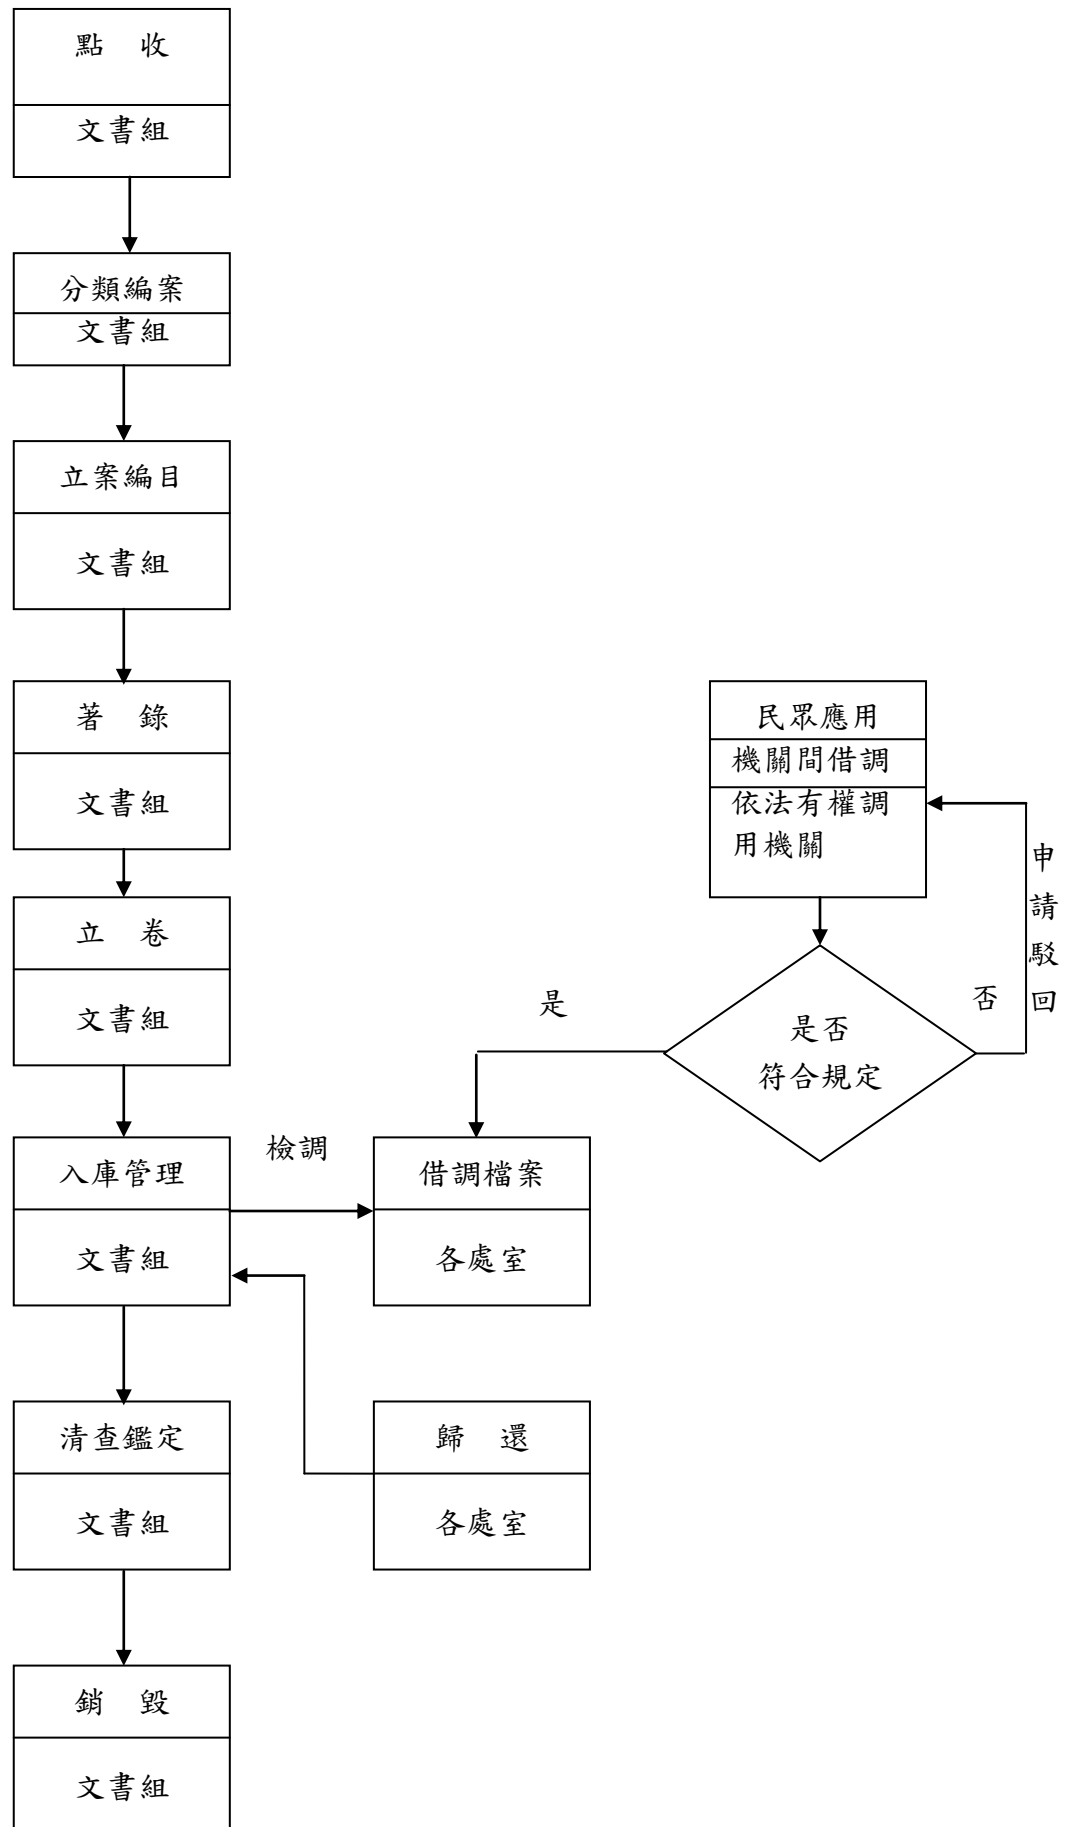 點　收
文書組
分類編案
文書組
立案編目
文書組
著　錄
文書組
立　卷
文書組
入庫管理
文書組
清查鑑定
文書組
銷　毀
文書組
檢調
借調檔案
各處室
歸　還
各處室
民眾應用
機關間借調
依法有權調
用機關
是否
符合規定
是
否
申請駁回